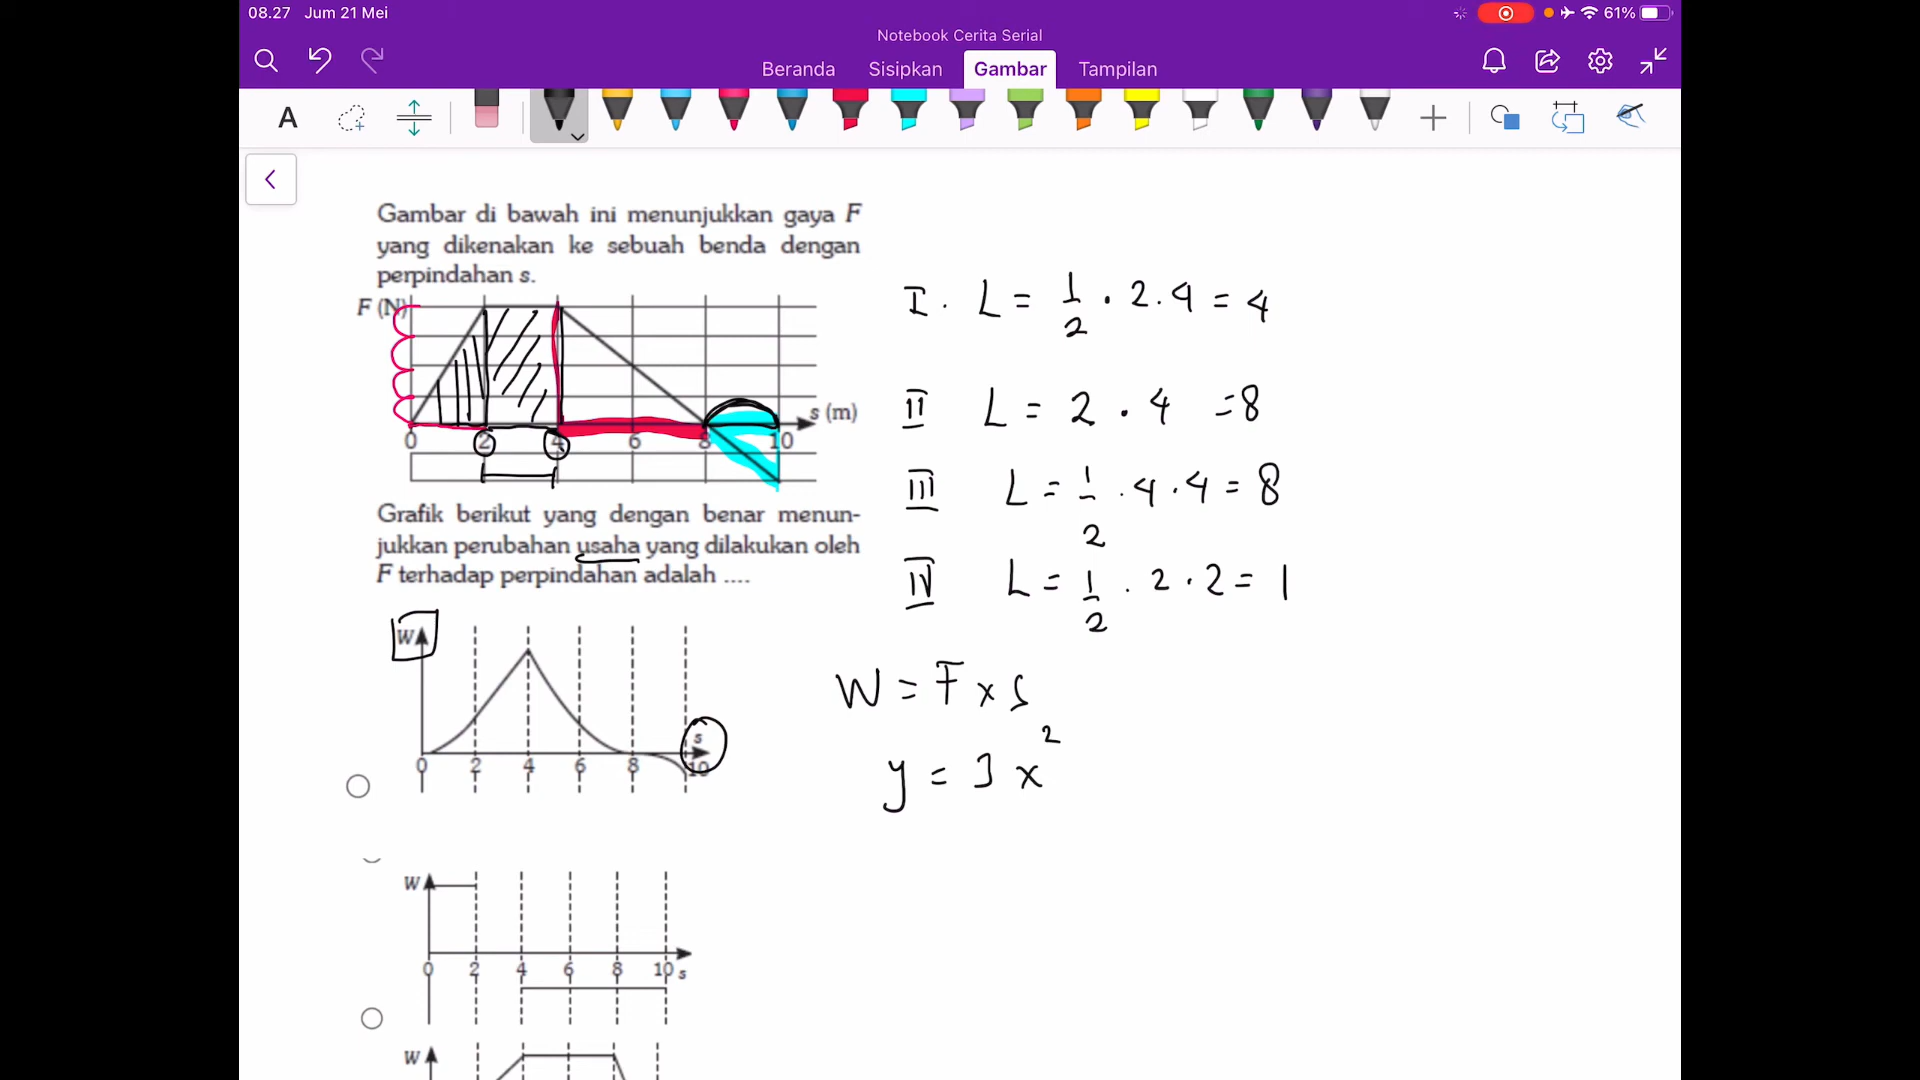 08.27 Jum 21 Mei
61%
Notebook Cerita Serial
Beranda Sisipkan Gambar Tampilan
A
Gambar di bawah ini menunjukkan gaya F
yang dikenakan ke sebuah benda dengan
perpindahan s.
F (N)
s (m)
0 2 4 6 8 10
Grafik berikut yang dengan benar menun-
jukkan perubahan usaha yang dilakukan oleh
F terhadap perpindahan adalah ....
W
s
0 2 4 6 8 10
W
0 2 4 6 8 10 s
W
I. L = 1/2 . 2 . 4 = 4
II L = 2 . 4 = 8
III L = 1/2 . 4 . 4 = 8
IV L = 1/2 . 2 . 2 = 1
W = F x s
y = 3 x²